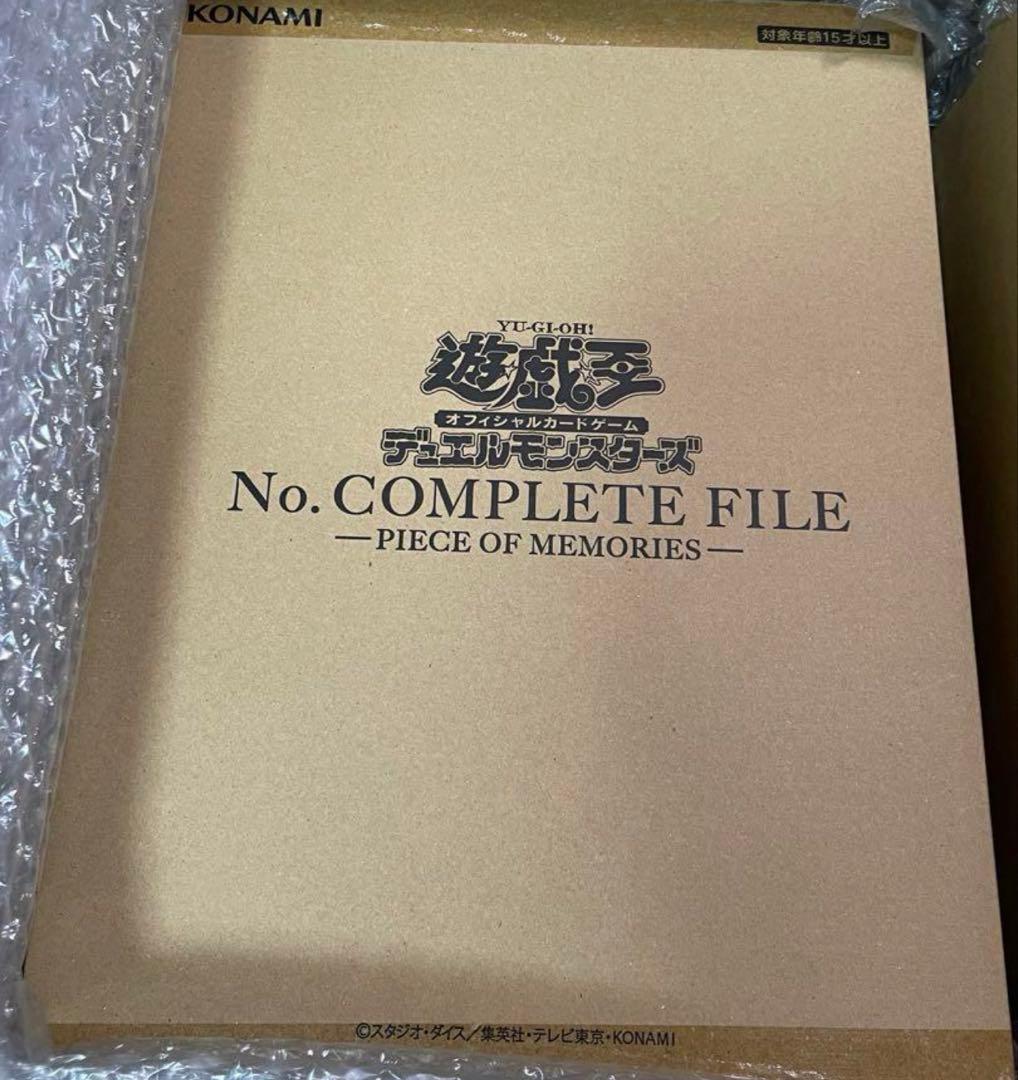 KONAMI
対象年齢15才以上
YU-GI-OH!
遊戯王
オフィシャルカードゲーム
デュエルモンスターズ
No. COMPLETE FILE
—PIECE OF MEMORIES—
©スタジオ・ダイス／集英社・テレビ東京・KONAMI